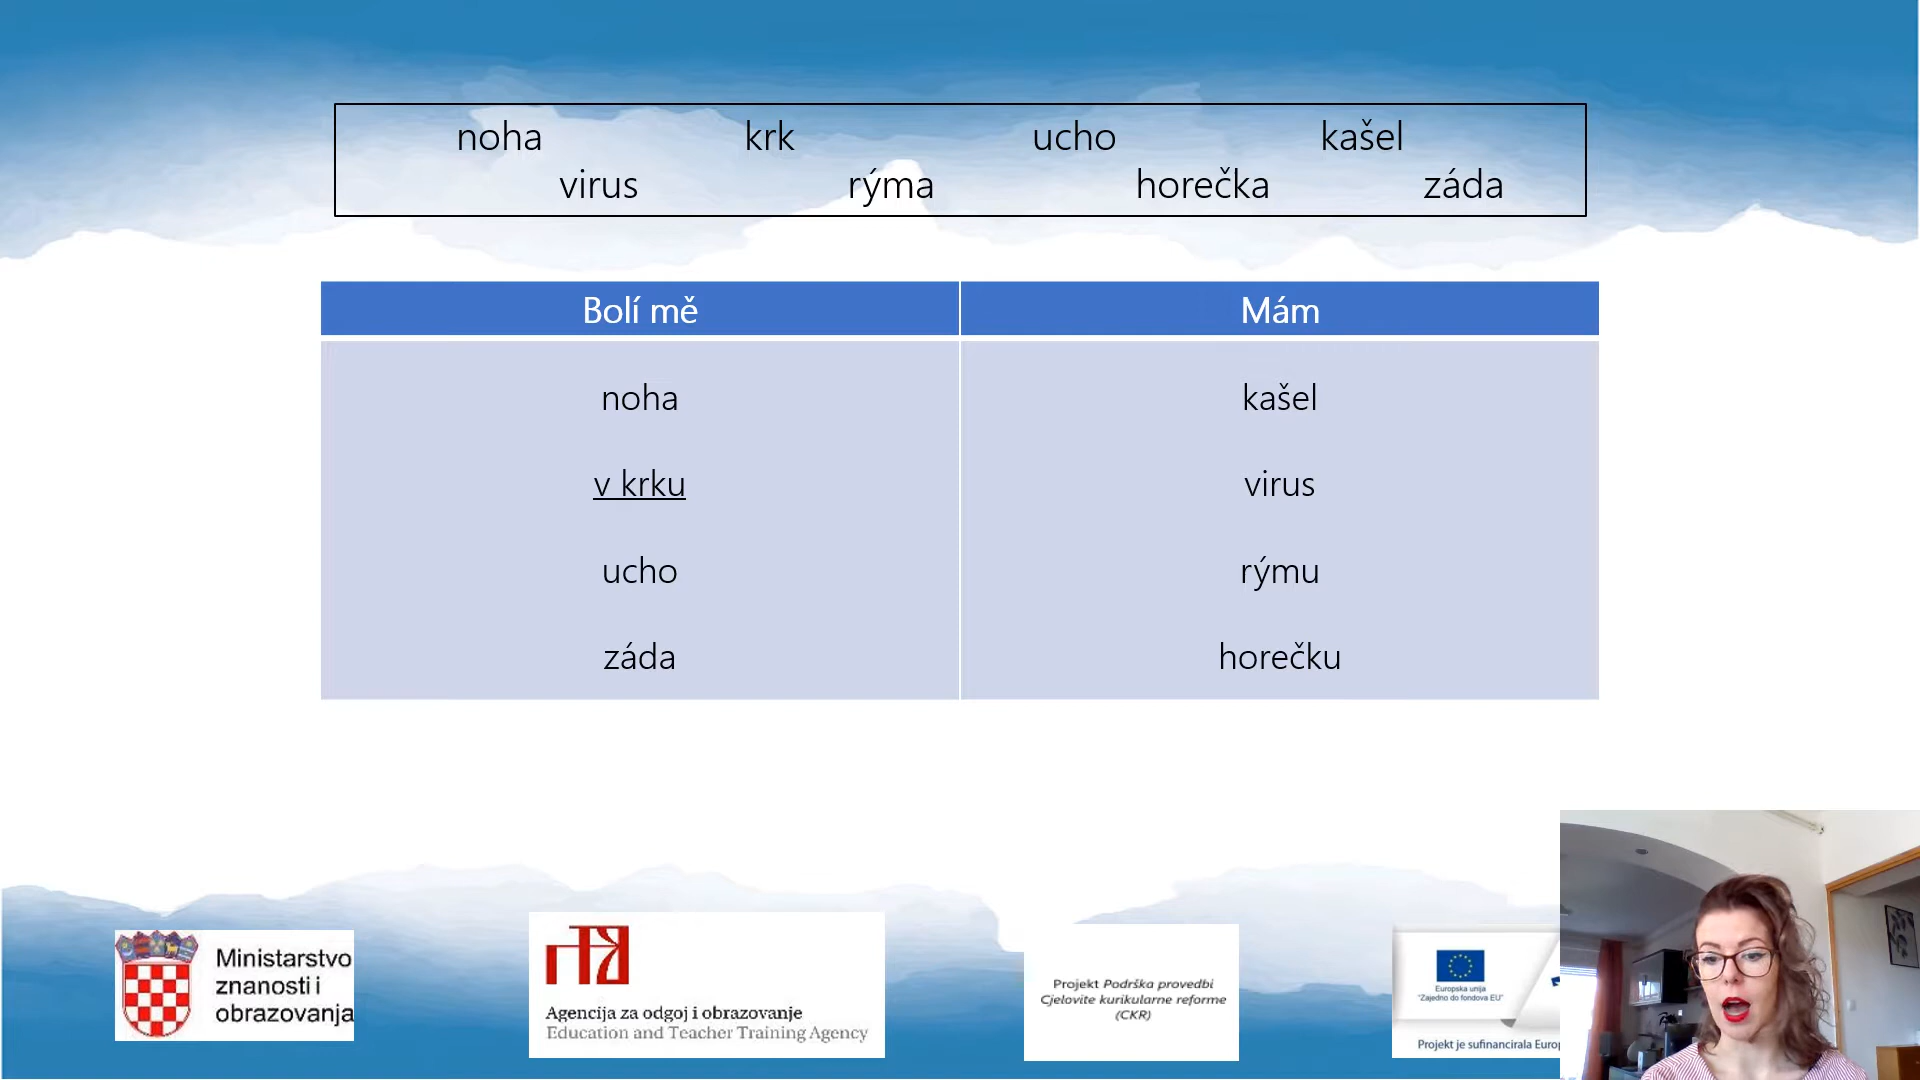 noha krk ucho kašel
virus rýma horečka záda
Bolí mě Mám
noha kašel
v krku virus
ucho rýmu
záda horečku
Ministarstvo
znanosti i
obrazovanja
Agencija za odgoj i obrazovanje
Education and Teacher Training Agency
Projekt Podrška provedbi
Cjelovite kurikularne reforme
(CKR)
Europska unija
"Zajedno do fondova EU"
Projekt je sufinancirala